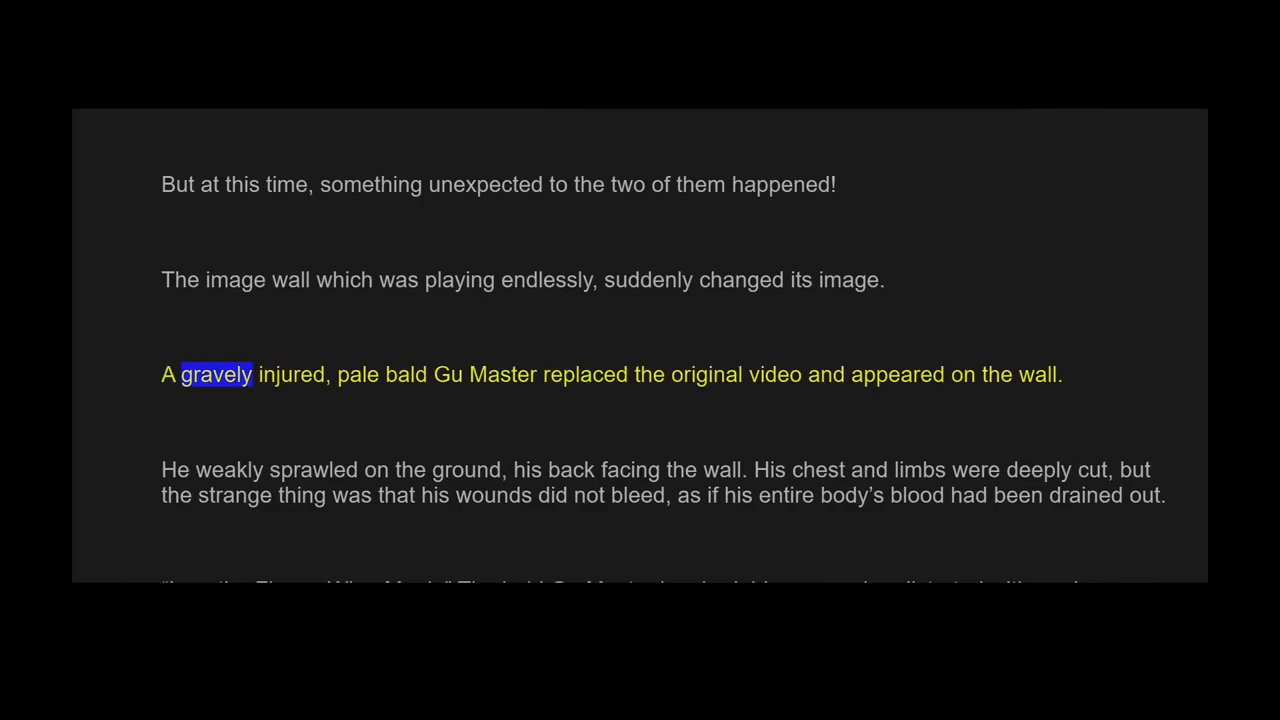 But at this time, something unexpected to the two of them happened!
The image wall which was playing endlessly, suddenly changed its image.
A gravely injured, pale bald Gu Master replaced the original video and appeared on the wall.
He weakly sprawled on the ground, his back facing the wall. His chest and limbs were deeply cut, but
the strange thing was that his wounds did not bleed, as if his entire body’s blood had been drained out.